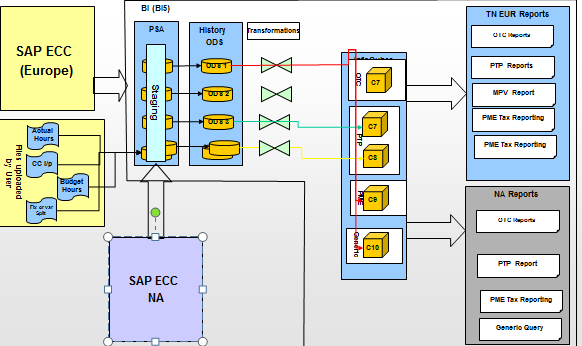 BI (BIS)
SAP ECC
(Europe)
PSA
Staging
History
ODS
Transformations
ODS 1
ODS 2
ODS 3
OTC
C7
C7
PTP
C8
PME
C9
Generic
C10
Actual
Hours
CC I/p
Budget
Hours
Split
Files uploaded
by User
SAP ECC
NA
TN EUR Reports
OTC Reports
PTP Reports
MPV Report
PME Tax Reporting
PME Tax Reporting
NA Reports
OTC Reports
PTP Report
PME Tax Reporting
Generic Query